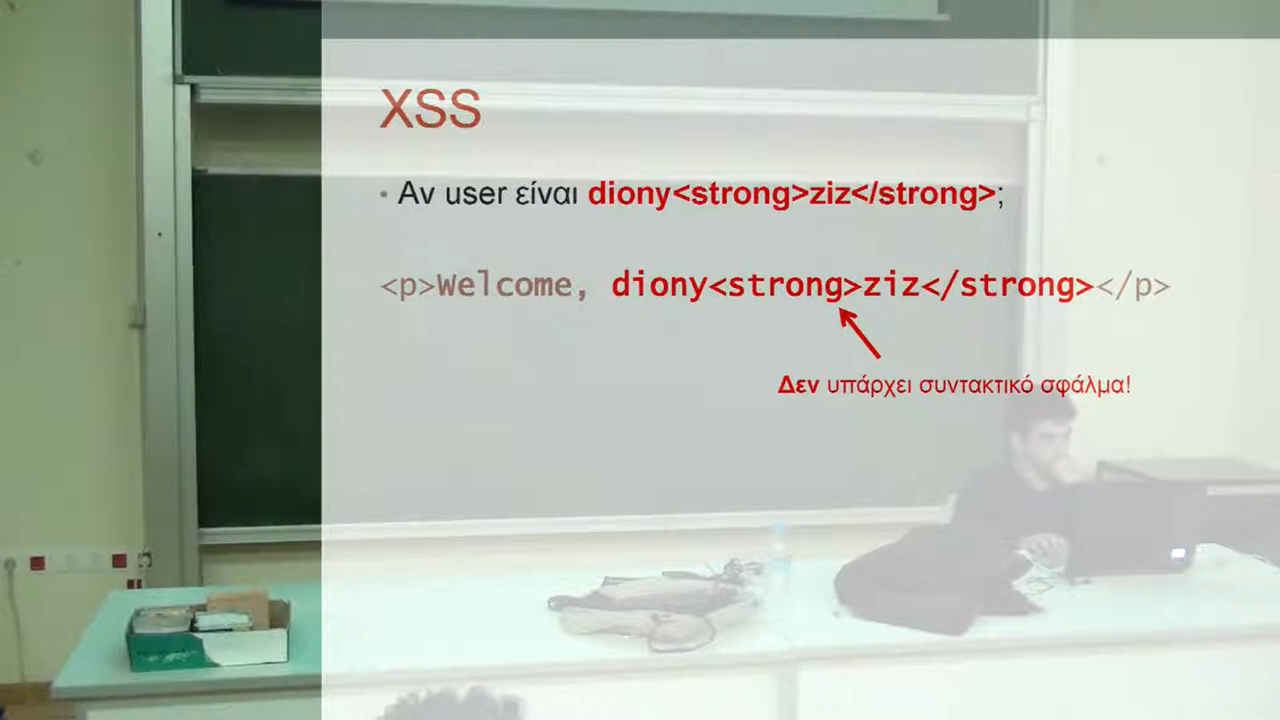 XSS
• Αν user είναι diony<strong>ziz</strong>;
<p>Welcome, diony<strong>ziz</strong></p>
Δεν υπάρχει συντακτικό σφάλμα!